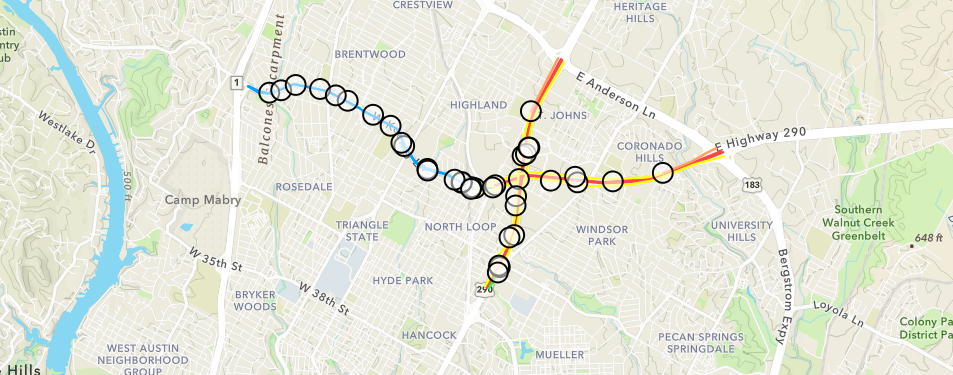 CRESTVIEW
HERITAGE
HILLS
BRENTWOOD
E Anderson Ln
1
Balcones
carpment
HIGHLAND
T. JOHNS
E Highway 290
CORONADO
HILLS
Westlake Dr
500 ft
ROSEDALE
183
Camp Mabry
TRIANGLE
STATE
NORTH LOOP
WINDSOR
PARK
UNIVERSITY
HILLS
Southern
Walnut Creek
Greenbelt
648 ft
W 35th St
HYDE PARK
290
W 38th St
BRYKER
WOODS
Bergstrom Expy
Loyola Ln
HANCOCK
PECAN SPRINGS
SPRINGDALE
Colony Pa
District Pa
WEST AUSTIN
NEIGHBORHOOD
GROUP
MUELLER
e Hills
stin
ntry
ub